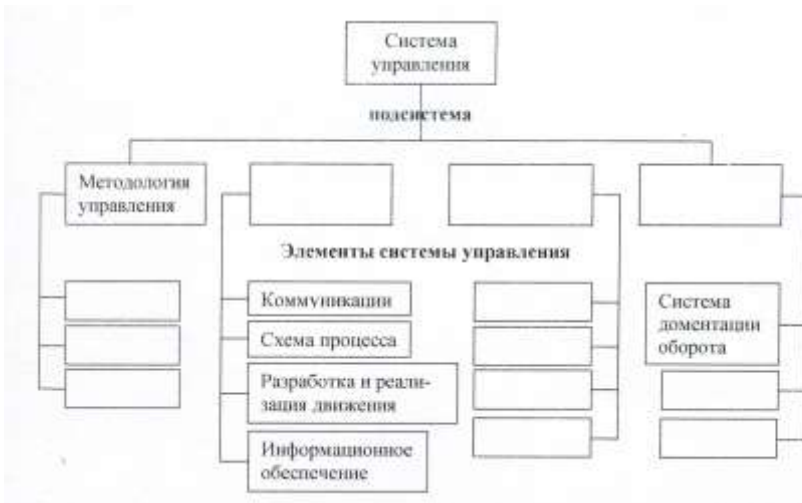 Система
управления
подсистема
Методология
управления
Элементы системы управления
Коммуникации
Схема процесса
Разработка и реали-
зация движения
Информационное
обеспечение
Система
доментации
оборота